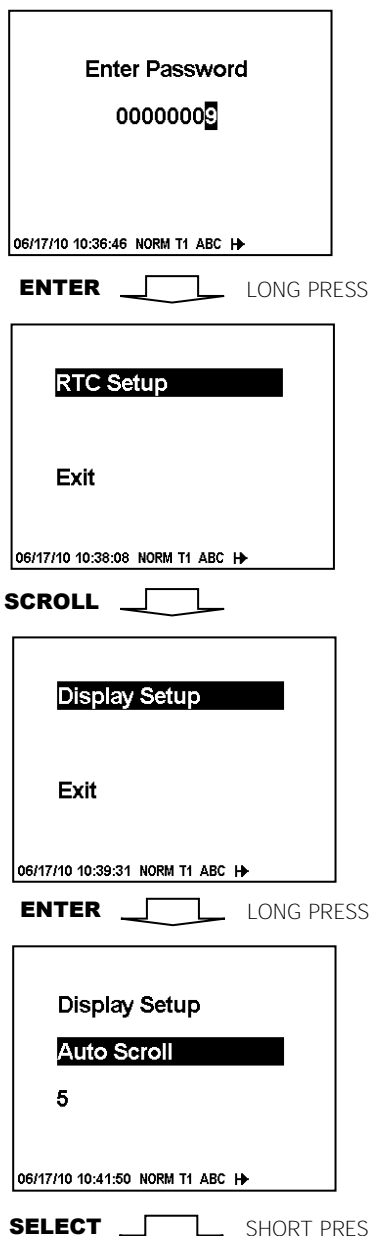 Enter Password
00000009
06/17/10 10:36:46 NORM T1 ABC
ENTER LONG PRESS
RTC Setup
Exit
06/17/10 10:38:08 NORM T1 ABC
SCROLL
Display Setup
Exit
06/17/10 10:39:31 NORM T1 ABC
ENTER LONG PRESS
Display Setup
Auto Scroll
5
06/17/10 10:41:50 NORM T1 ABC
SELECT SHORT PRES